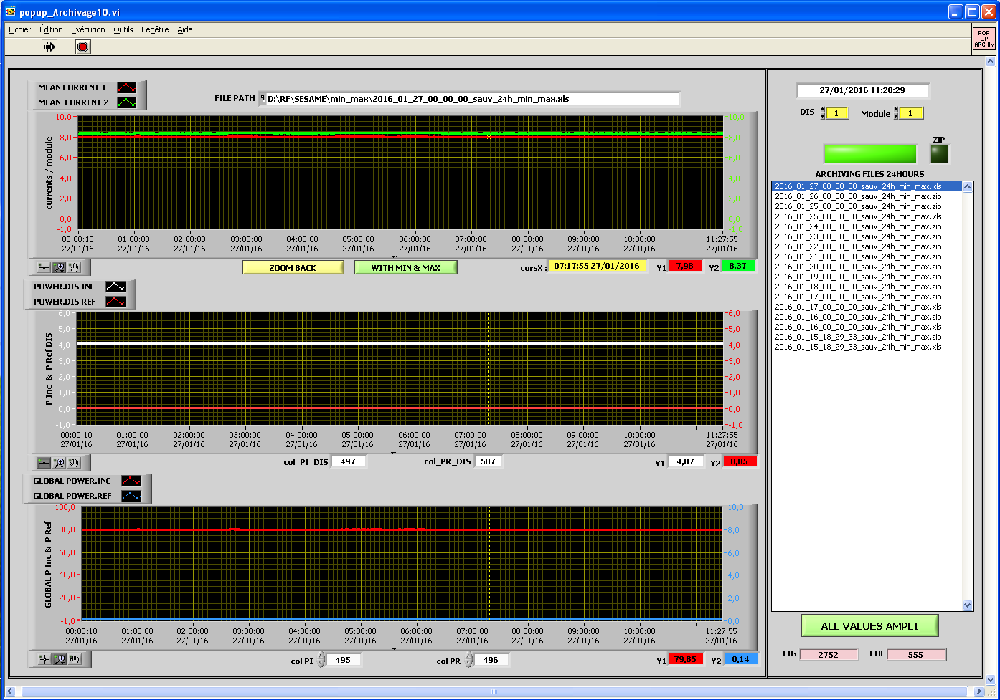 popup_Archivage10.vi
Fichier Édition Exécution Outils Fenêtre Aide
POP
UP
ARCHIV
MEAN CURRENT 1
MEAN CURRENT 2
FILE PATH D:\RF\SESAME\min_max\2016_01_27_00_00_00_sauv_24h_min_max.xls
currents / module
10,0
8,0
6,0
4,0
2,0
0,0
-1,0
10,0
8,0
6,0
4,0
2,0
0,0
-1,0
00:00:10 01:00:00 02:00:00 03:00:00 04:00:00 05:00:00 06:00:00 07:00:00 08:00:00 09:00:00 10:00:00 11:27:55
27/01/16 27/01/16 27/01/16 27/01/16 27/01/16 27/01/16 27/01/16 27/01/16 27/01/16 27/01/16 27/01/16 27/01/16
ZOOM BACK WITH MIN & MAX cursX : 07:17:55 27/01/2016 Y1 7,98 Y2 8,37
POWER.DIS INC
POWER.DIS REF
P Inc & P Ref DIS
6,0
5,0
4,0
3,0
2,0
1,0
0,0
-1,0
6,0
5,0
4,0
3,0
2,0
1,0
0,0
-1,0
00:00:10 01:00:00 02:00:00 03:00:00 04:00:00 05:00:00 06:00:00 07:00:00 08:00:00 09:00:00 10:00:00 11:27:55
27/01/16 27/01/16 27/01/16 27/01/16 27/01/16 27/01/16 27/01/16 27/01/16 27/01/16 27/01/16 27/01/16 27/01/16
col_PI_DIS 497 col_PR_DIS 507 Y1 4,07 Y2 0,05
GLOBAL POWER.INC
GLOBAL POWER.REF
GLOBAL P Inc & P Ref
100,0
80,0
60,0
40,0
20,0
-1,0
10,0
8,0
6,0
4,0
2,0
0,0
00:00:10 01:00:00 02:00:00 03:00:00 04:00:00 05:00:00 06:00:00 07:00:00 08:00:00 09:00:00 10:00:00 11:27:55
27/01/16 27/01/16 27/01/16 27/01/16 27/01/16 27/01/16 27/01/16 27/01/16 27/01/16 27/01/16 27/01/16 27/01/16
col PI 495 col PR 496 Y1 79,85 Y2 0,14
27/01/2016 11:28:29
DIS 1 Module 1
ZIP
ARCHIVING FILES 24HOURS
2016_01_27_00_00_00_sauv_24h_min_max.xls
2016_01_26_00_00_00_sauv_24h_min_max.zip
2016_01_25_00_00_00_sauv_24h_min_max.zip
2016_01_25_00_00_00_sauv_24h_min_max.xls
2016_01_24_00_00_00_sauv_24h_min_max.zip
2016_01_23_00_00_00_sauv_24h_min_max.zip
2016_01_22_00_00_00_sauv_24h_min_max.zip
2016_01_21_00_00_00_sauv_24h_min_max.zip
2016_01_20_00_00_00_sauv_24h_min_max.zip
2016_01_19_00_00_00_sauv_24h_min_max.zip
2016_01_18_00_00_00_sauv_24h_min_max.zip
2016_01_17_00_00_00_sauv_24h_min_max.zip
2016_01_17_00_00_00_sauv_24h_min_max.xls
2016_01_16_00_00_00_sauv_24h_min_max.zip
2016_01_16_00_00_00_sauv_24h_min_max.xls
2016_01_15_18_29_33_sauv_24h_min_max.zip
2016_01_15_18_29_33_sauv_24h_min_max.xls
ALL VALUES AMPLI
LIG 2752 COL 555